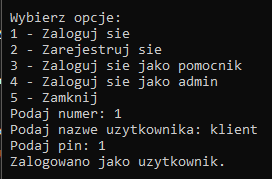 Wybierz opcje:
1 - Zaloguj sie
2 - Zarejestruj sie
3 - Zaloguj sie jako pomocnik
4 - Zaloguj sie jako admin
5 - Zamknij
Podaj numer: 1
Podaj nazwe uzytkownika: klient
Podaj pin: 1
Zalogowano jako uzytkownik.